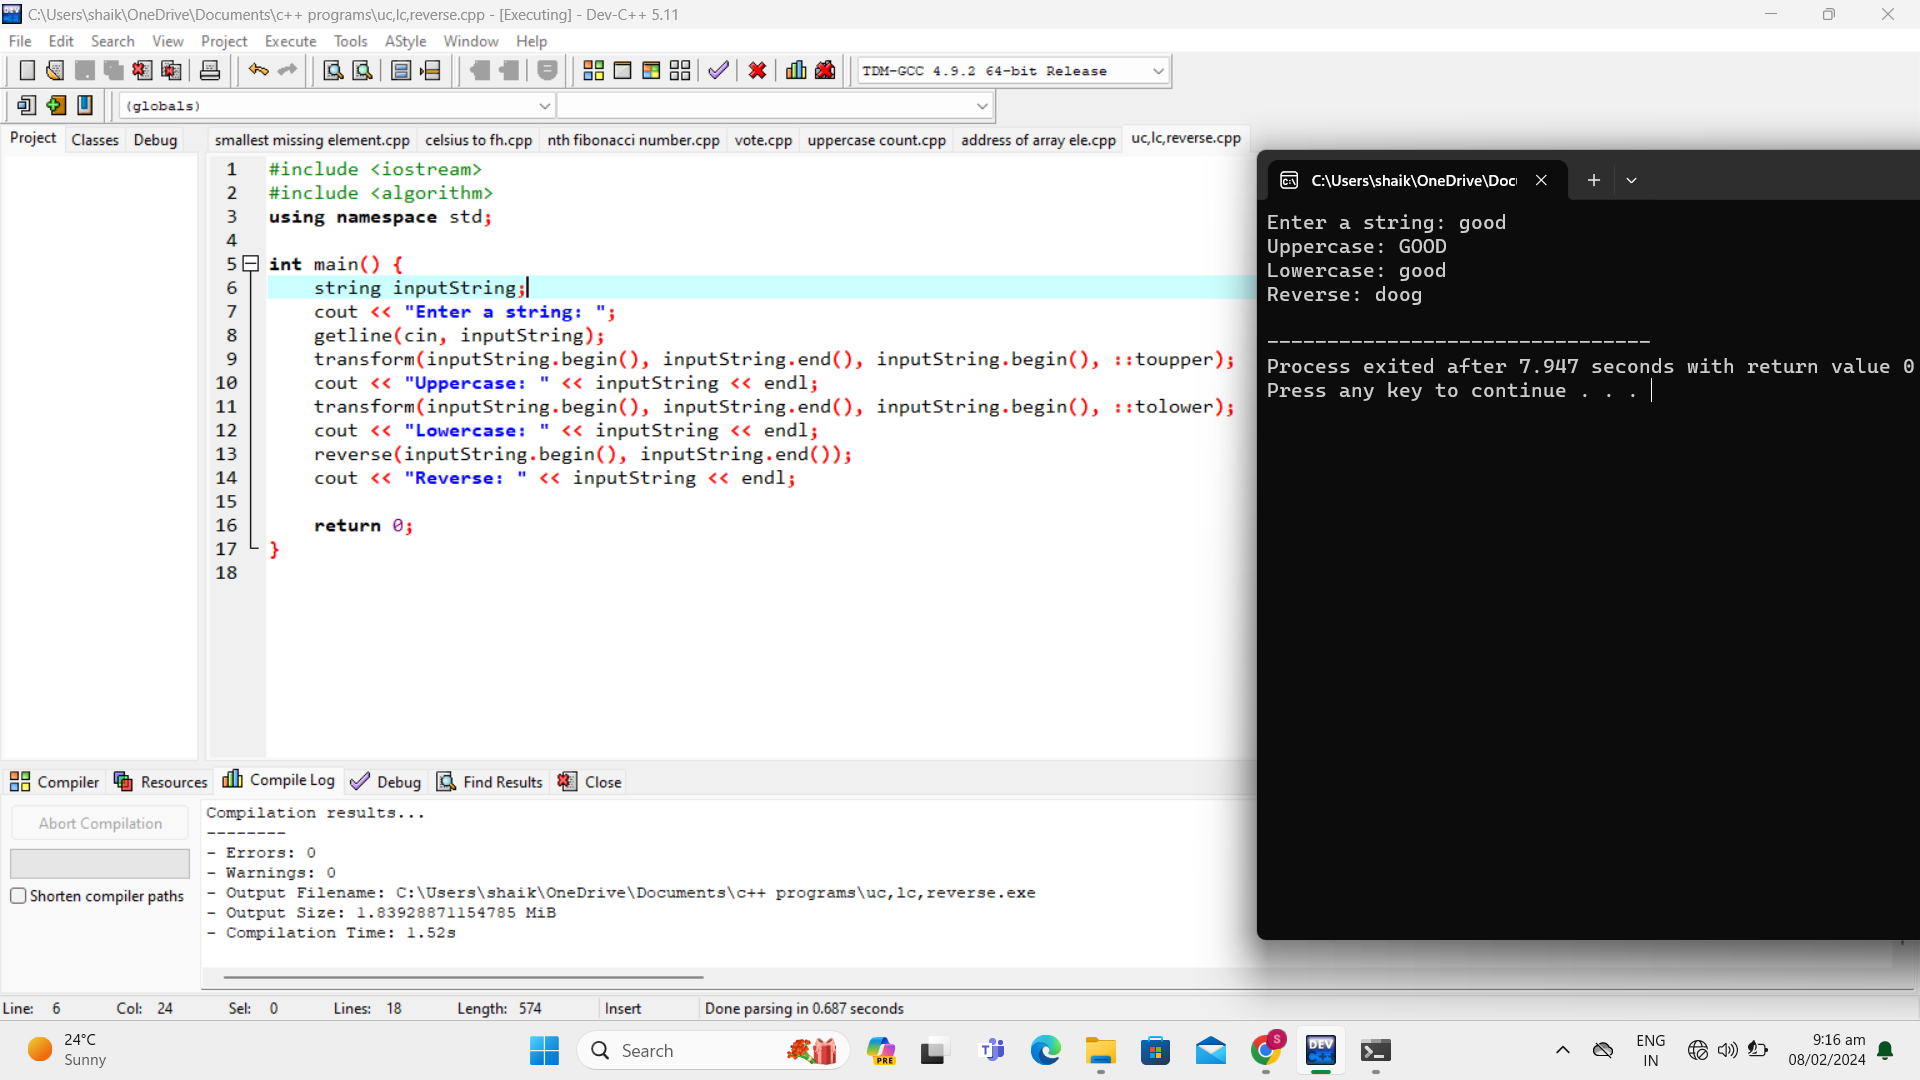 C:\Users\shaik\OneDrive\Documents\c++ programs\uc,lc,reverse.cpp - [Executing] - Dev-C++ 5.11
File Edit Search View Project Execute Tools AStyle Window Help
TDM-GCC 4.9.2 64-bit Release
(globals)
Project Classes Debug
smallest missing element.cpp celsius to fh.cpp nth fibonacci number.cpp vote.cpp uppercase count.cpp address of array ele.cpp uc,lc,reverse.cpp
1 #include <iostream>
2 #include <algorithm>
3 using namespace std;
4
5 int main() {
6 string inputString;
7 cout << "Enter a string: ";
8 getline(cin, inputString);
9 transform(inputString.begin(), inputString.end(), inputString.begin(), ::toupper);
10 cout << "Uppercase: " << inputString << endl;
11 transform(inputString.begin(), inputString.end(), inputString.begin(), ::tolower);
12 cout << "Lowercase: " << inputString << endl;
13 reverse(inputString.begin(), inputString.end());
14 cout << "Reverse: " << inputString << endl;
15
16 return 0;
17 }
18
C:\Users\shaik\OneDrive\Doc
Enter a string: good
Uppercase: GOOD
Lowercase: good
Reverse: doog
--------------------------------
Process exited after 7.947 seconds with return value 0
Press any key to continue . . .
Compiler Resources Compile Log Debug Find Results Close
Abort Compilation
Shorten compiler paths
Compilation results...
--------
- Errors: 0
- Warnings: 0
- Output Filename: C:\Users\shaik\OneDrive\Documents\c++ programs\uc,lc,reverse.exe
- Output Size: 1.83928871154785 MiB
- Compilation Time: 1.52s
Line: 6 Col: 24 Sel: 0 Lines: 18 Length: 574 Insert Done parsing in 0.687 seconds
24°C
Sunny
Search
PRE
S
DEV
ENG
IN
9:16 am
08/02/2024